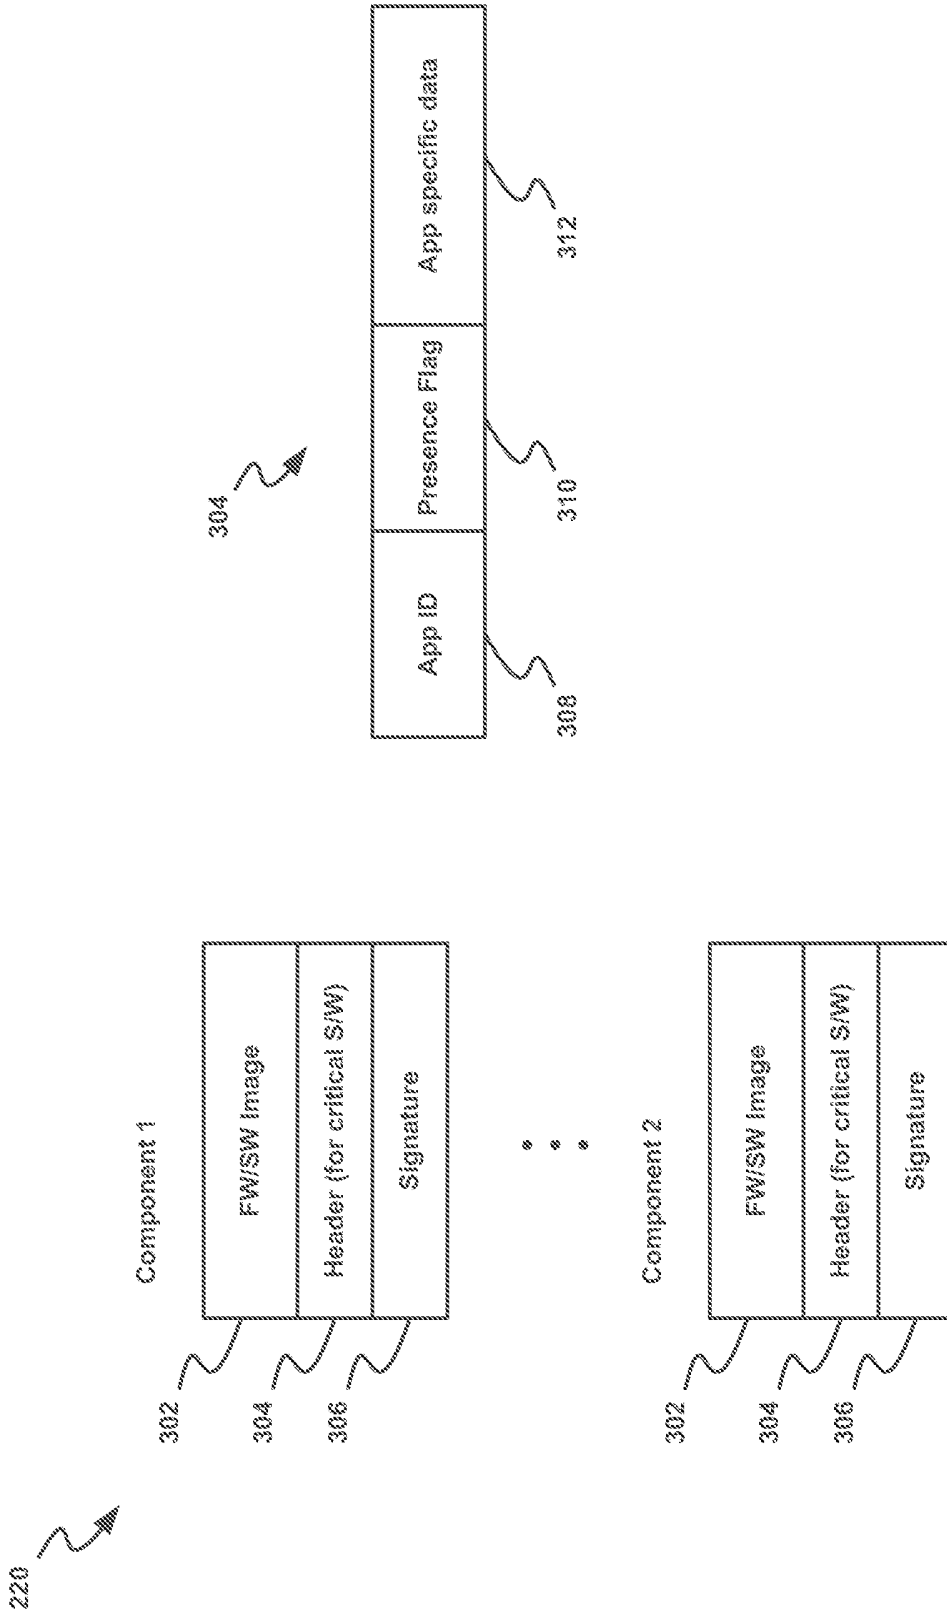 220
Component 1
302
FW/SW Image
304
Header (for critical S/W)
306
Signature
Component 2
302
FW/SW Image
304
Header (for critical S/W)
306
Signature
304
App ID
Presence Flag
App specific data
308
310
312